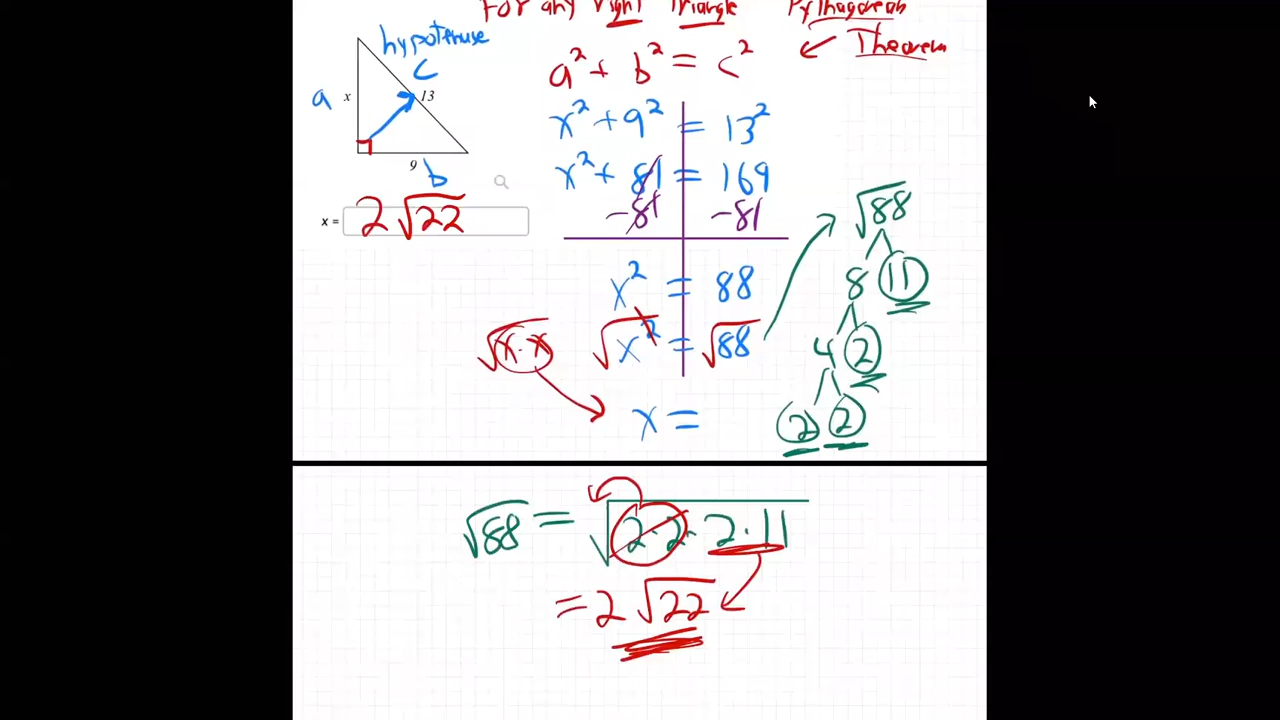 For any right Triangle Pythagorean
Theorem
hypotenuse
c
a x 13
9
b
x = 2√22
a² + b² = c²
x² + 9² = 13²
x² + 81 = 169
-81 -81
x² = 88
√x·x √x² = √88
x =
√88
8 11
4 2
2 2
√88 = √2·2·2·11
= 2√22